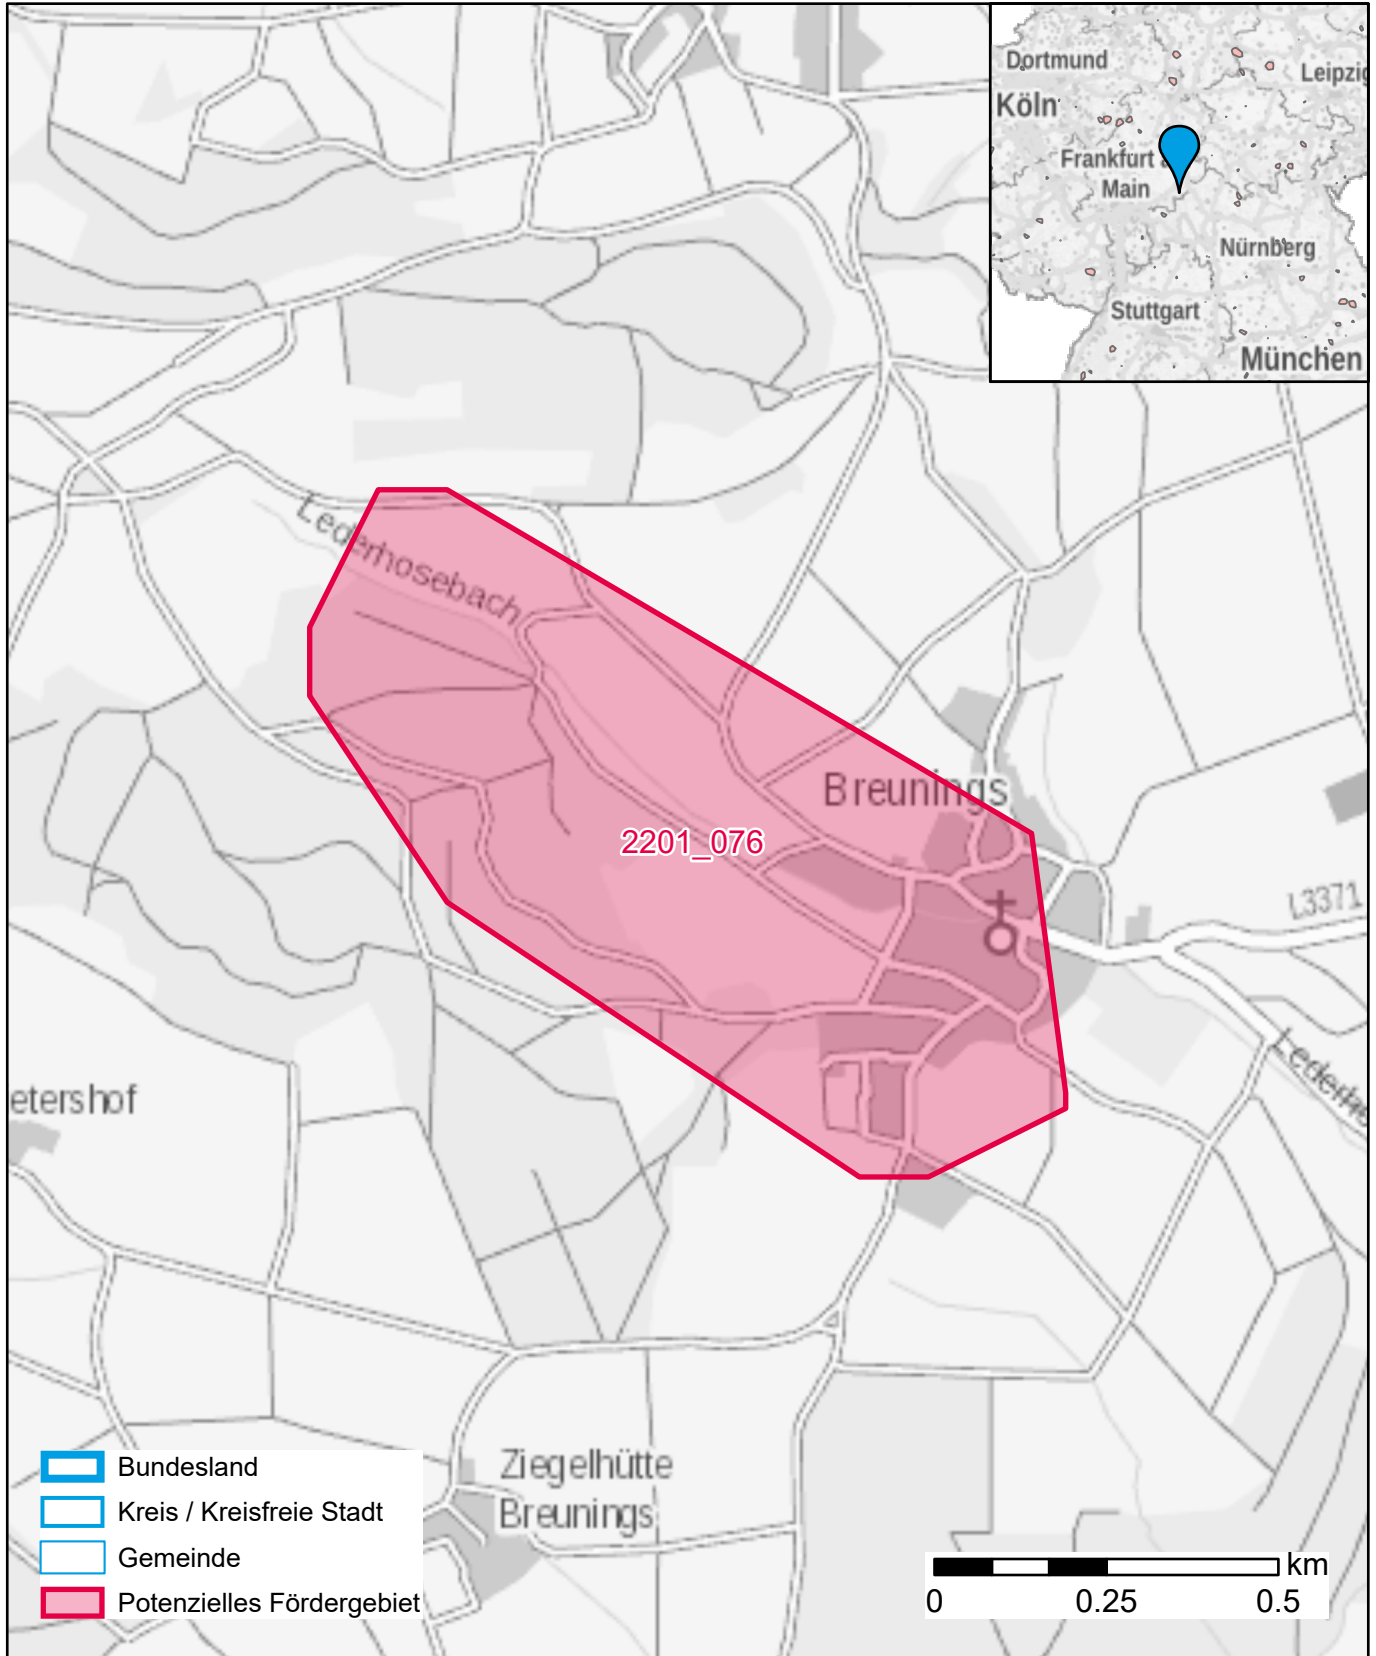 Dortmund
Leipzig
Köln
Frankfurt
Main
Nürnberg
Stuttgart
München
Lederhosebach
Breunings
2201_076
L3371
etershof
Lederho
Ziegelhütte
Breunings
Bundesland
Kreis / Kreisfreie Stadt
Gemeinde
Potenzielles Fördergebiet
km
0 0.25 0.5